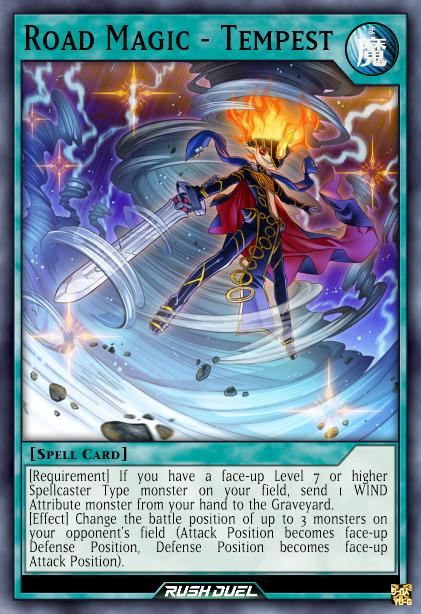 Road Magic - Tempest
ま
魔
[Spell Card]
[Requirement] If you have a face-up Level 7 or higher
Spellcaster Type monster on your field, send 1 WIND
Attribute monster from your hand to the Graveyard.
[Effect] Change the battle position of up to 3 monsters on
your opponent's field (Attack Position becomes face-up
Defense Position, Defense Position becomes face-up
Attack Position).
RUSH DUEL